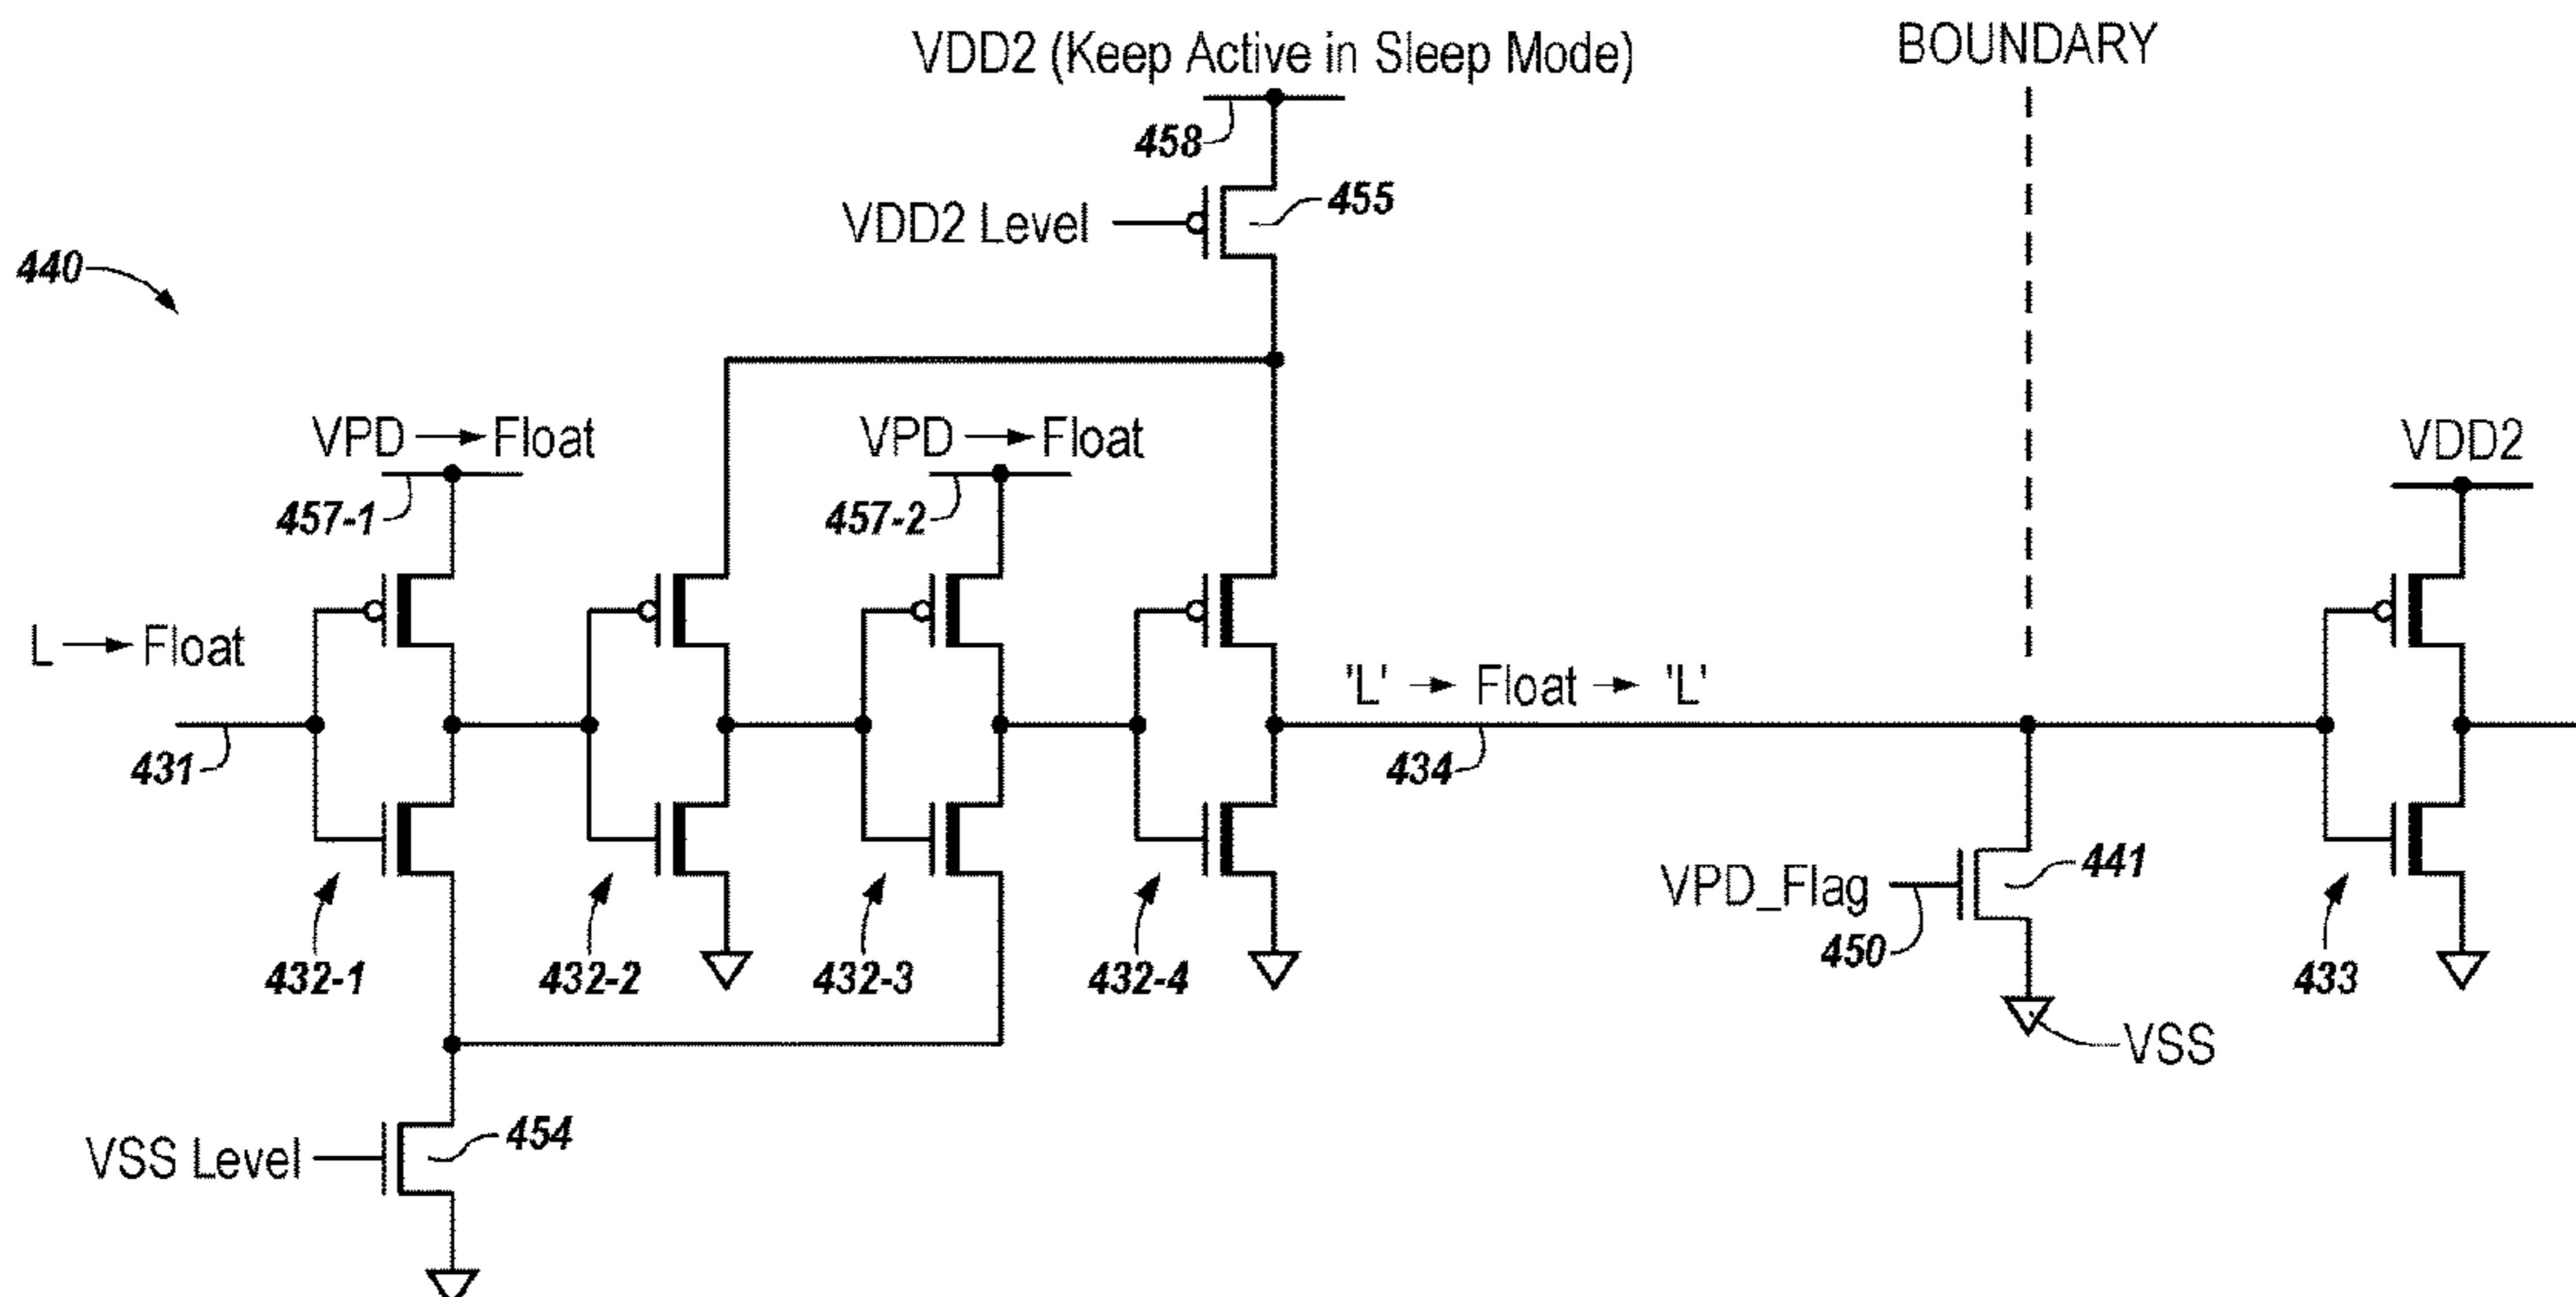 VDD2 (Keep Active in Sleep Mode)
BOUNDARY
458
VDD2 Level
455
440
VPD → Float
VPD → Float
VDD2
457-1
457-2
L → Float
'L' → Float → 'L'
431
434
VPD_Flag
441
450
432-1
432-2
432-3
432-4
433
VSS
VSS Level
454